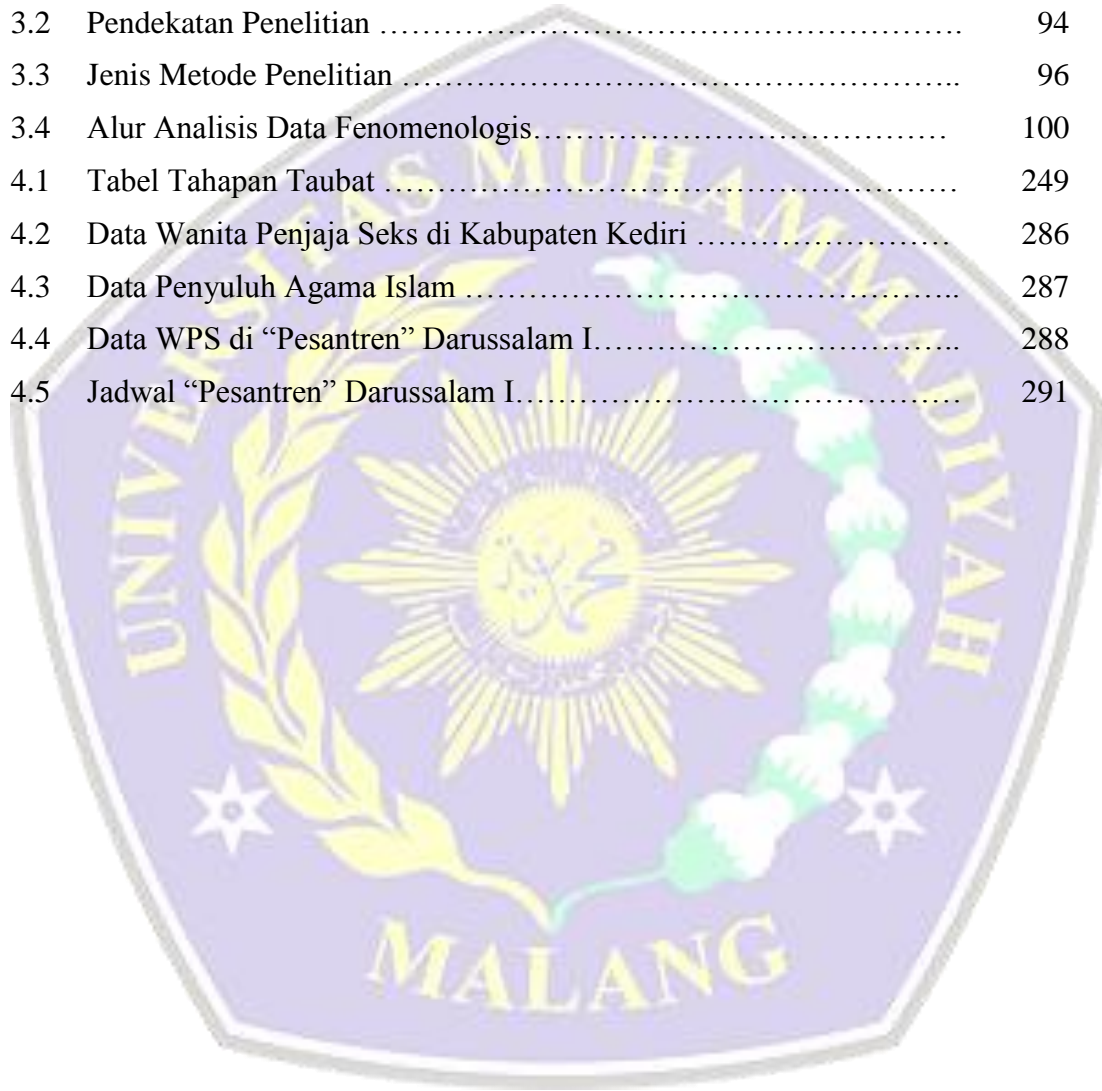 3.2 Pendekatan Penelitian …………………………………………………. 94
3.3 Jenis Metode Penelitian ……………………………………………….. 96
3.4 Alur Analisis Data Fenomenologis…………………………………… 100
4.1 Tabel Tahapan Taubat ………………………………………………… 249
4.2 Data Wanita Penjaja Seks di Kabupaten Kediri ……………………. 286
4.3 Data Penyuluh Agama Islam ………………………………………….. 287
4.4 Data WPS di “Pesantren” Darussalam I……………………………….. 288
4.5 Jadwal “Pesantren” Darussalam I……………………………………… 291
UNIVERSITAS MUHAMMADIYAH
MALANG